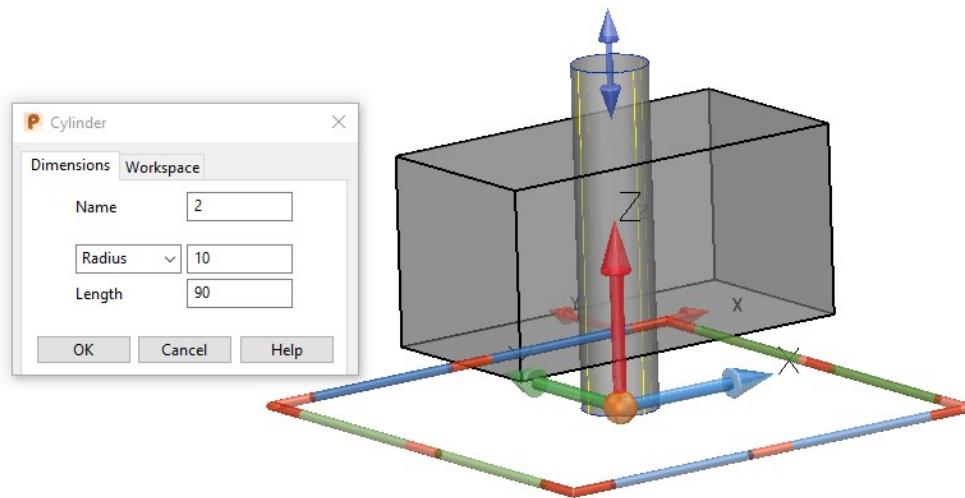 P Cylinder
Dimensions Workspace
Name 2
Radius 10
Length 90
OK Cancel Help
Z
Z
Y
X
Y
X